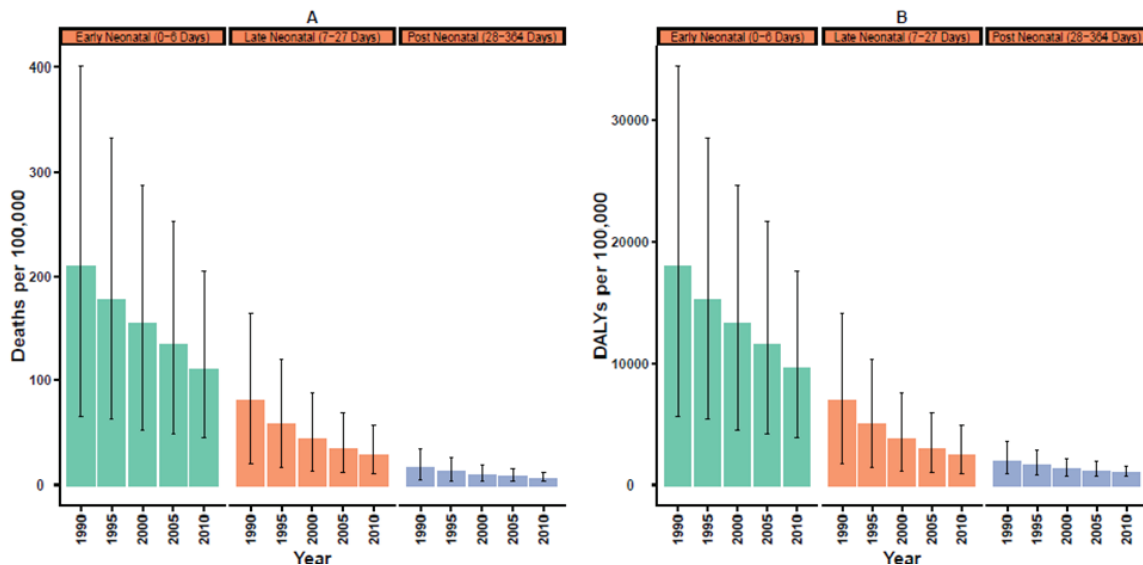 A
Early Neonatal (0-6 Days) Late Neonatal (7-27 Days) Post Neonatal (28-364 Days)
Deaths per 100,000
400
300
200
100
0
1990 1995 2000 2005 2010 1990 1995 2000 2005 2010 1990 1995 2000 2005 2010
Year
B
Early Neonatal (0-6 Days) Late Neonatal (7-27 Days) Post Neonatal (28-364 Days)
DALYs per 100,000
30000
20000
10000
0
1990 1995 2000 2005 2010 1990 1995 2000 2005 2010 1990 1995 2000 2005 2010
Year